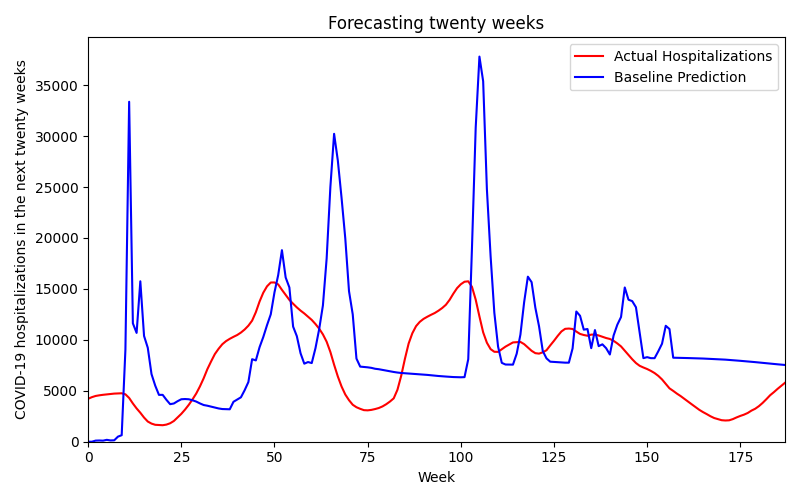 Forecasting twenty weeks
Actual Hospitalizations
Baseline Prediction
COVID-19 hospitalizations in the next twenty weeks
35000
30000
25000
20000
15000
10000
5000
0
0 25 50 75 100 125 150 175
Week